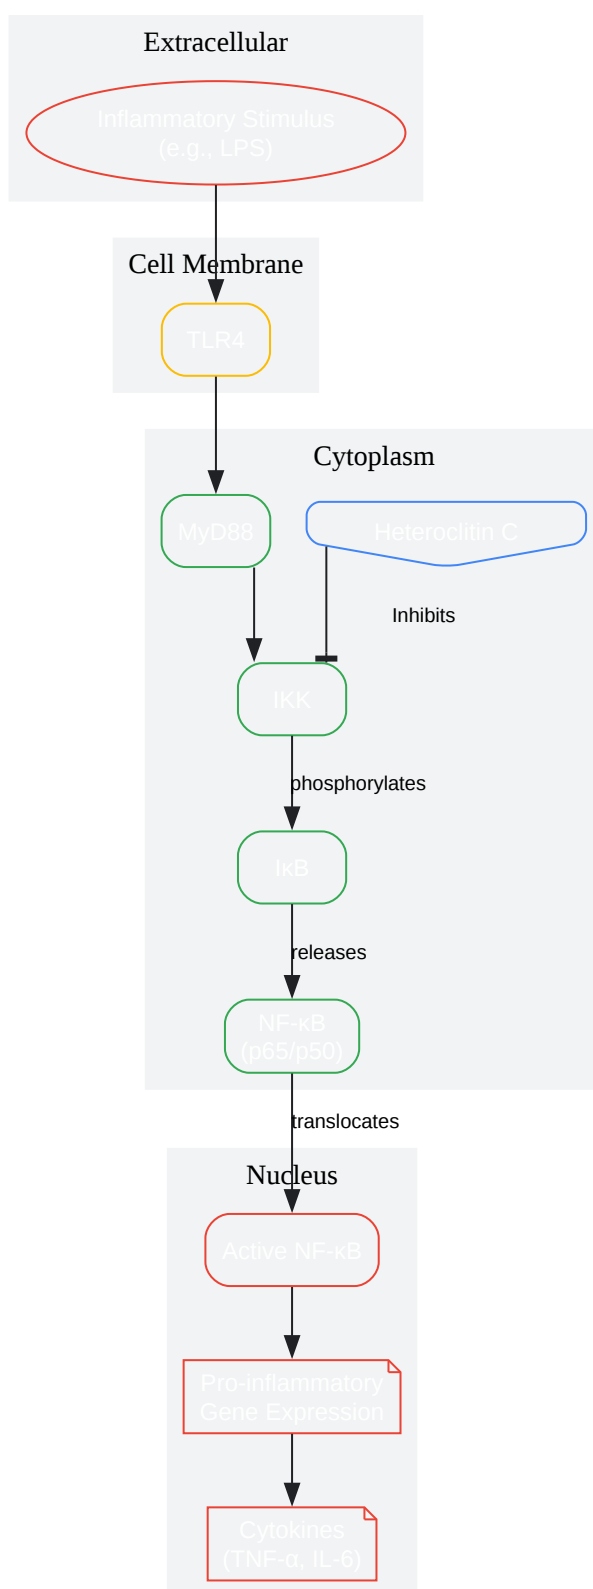 Extracellular
Inflammatory Stimulus
(e.g., LPS)
Cell Membrane
TLR4
Cytoplasm
MyD88
Heteroclitin C
Inhibits
IKK
phosphorylates
IκB
releases
NF-κB
(p65/p50)
translocates
Nucleus
Active NF-κB
Pro-inflammatory
Gene Expression
Cytokines
(TNF-α, IL-6)